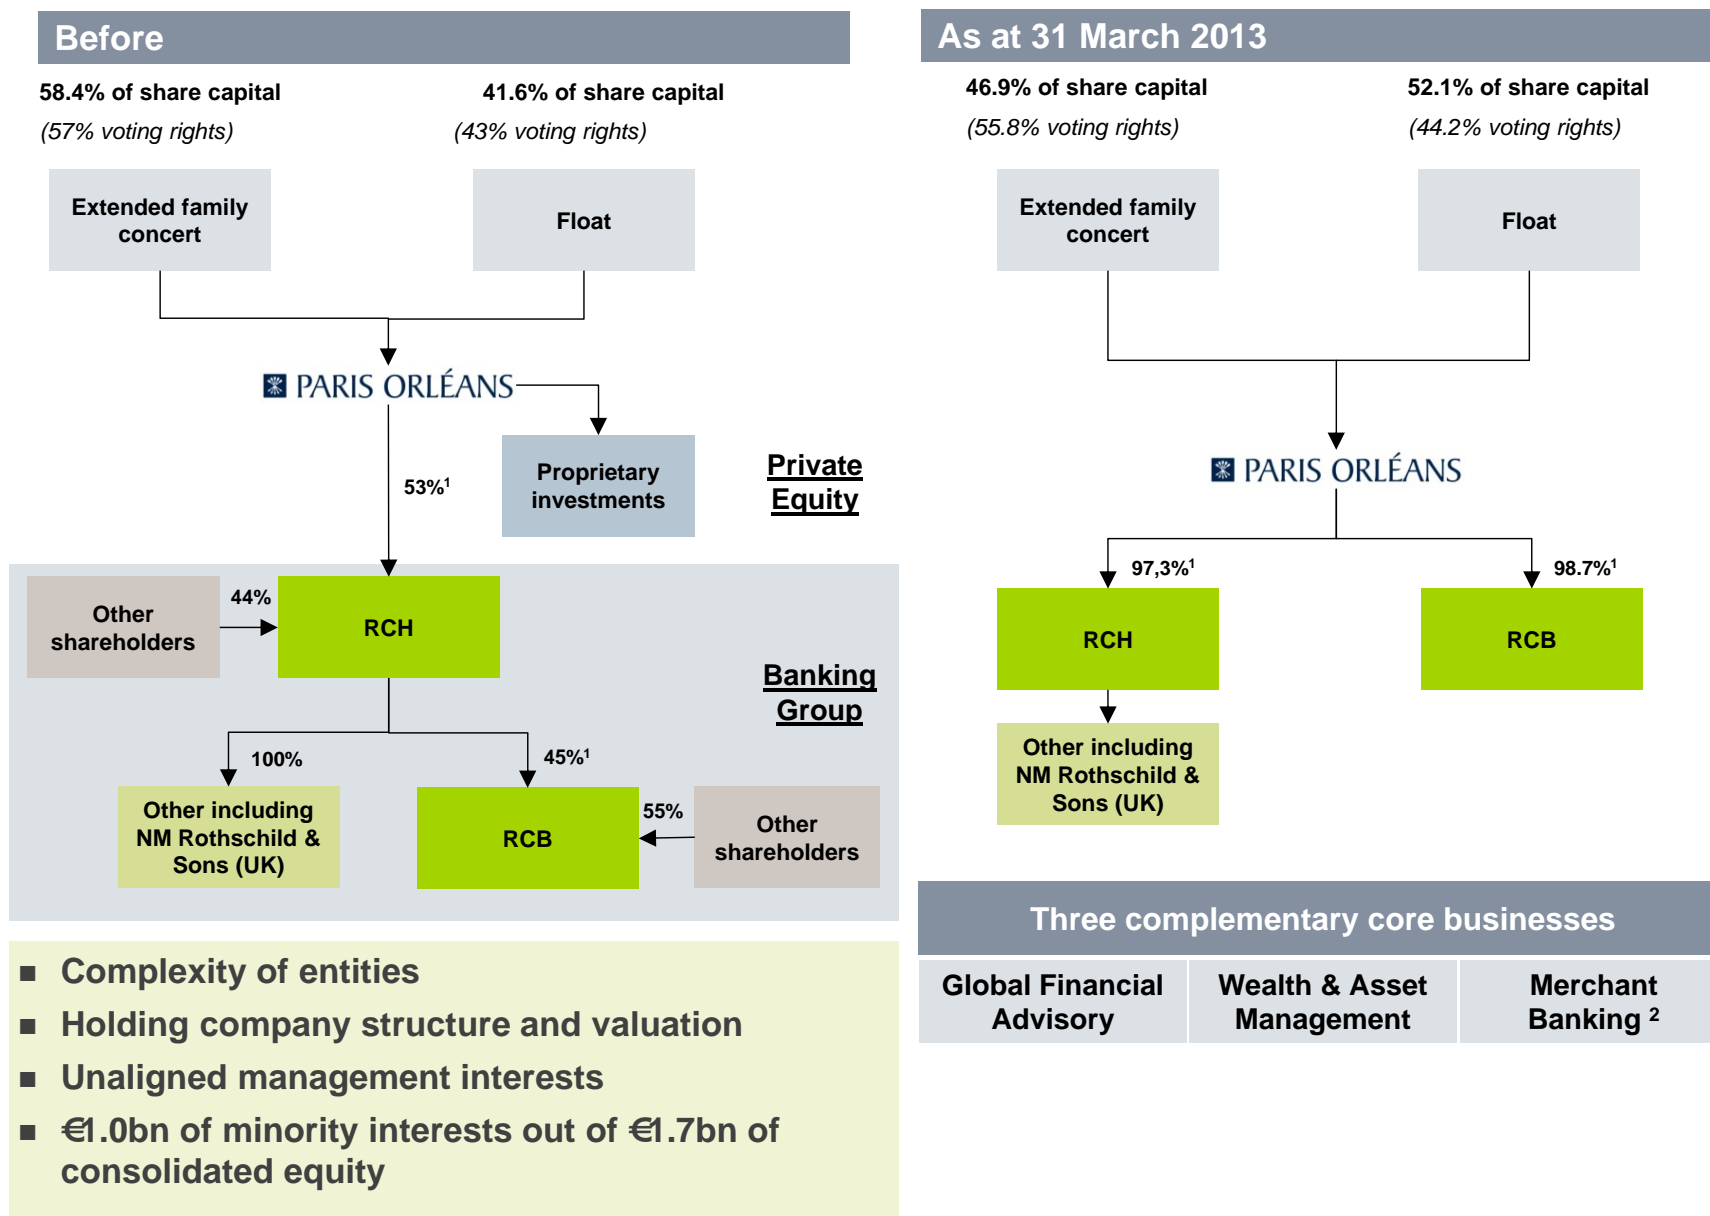 Before
58.4% of share capital
(57% voting rights)
41.6% of share capital
(43% voting rights)
Extended family
concert
Float
PARIS ORLÉANS
53%¹
Proprietary
investments
Private
Equity
Other
shareholders
44%
RCH
Banking
Group
100%
45%¹
Other including
NM Rothschild &
Sons (UK)
RCB
55%
Other
shareholders
■ Complexity of entities
■ Holding company structure and valuation
■ Unaligned management interests
■ €1.0bn of minority interests out of €1.7bn of
consolidated equity
As at 31 March 2013
46.9% of share capital
(55.8% voting rights)
52.1% of share capital
(44.2% voting rights)
Extended family
concert
Float
PARIS ORLÉANS
97,3%¹
98.7%¹
RCH
RCB
Other including
NM Rothschild &
Sons (UK)
Three complementary core businesses
Global Financial
Advisory
Wealth & Asset
Management
Merchant
Banking ²